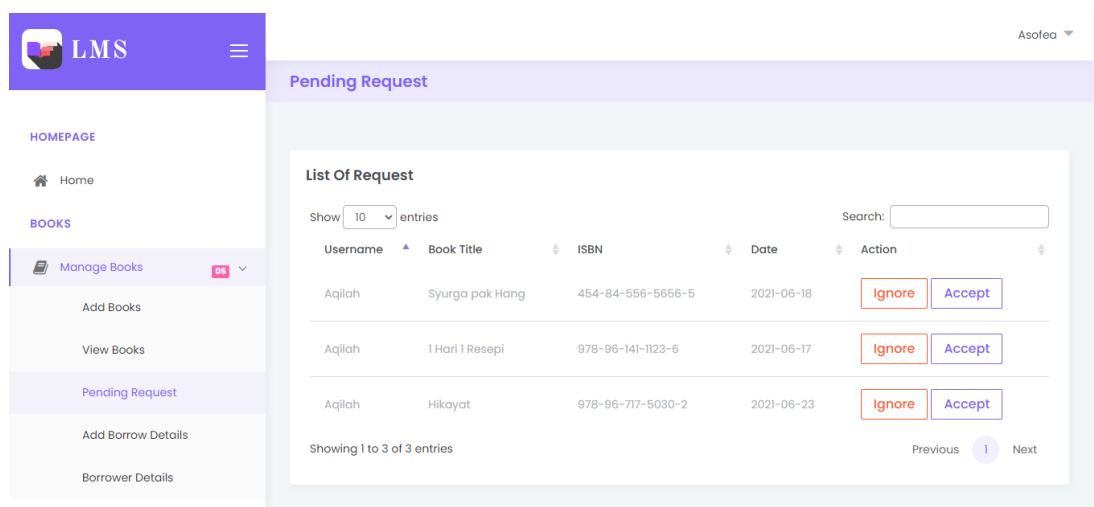 LMS
Asofea
Pending Request
HOMEPAGE
Home
BOOKS
Manage Books 05
Add Books
View Books
Pending Request
Add Borrow Details
Borrower Details
List Of Request
Show 10 entries
Search:
Username Book Title ISBN Date Action
Aqilah Syurga pak Hang 454-84-556-5656-5 2021-06-18 Ignore Accept
Aqilah 1 Hari 1 Resepi 978-96-141-1123-6 2021-06-17 Ignore Accept
Aqilah Hikayat 978-96-717-5030-2 2021-06-23 Ignore Accept
Showing 1 to 3 of 3 entries
Previous 1 Next